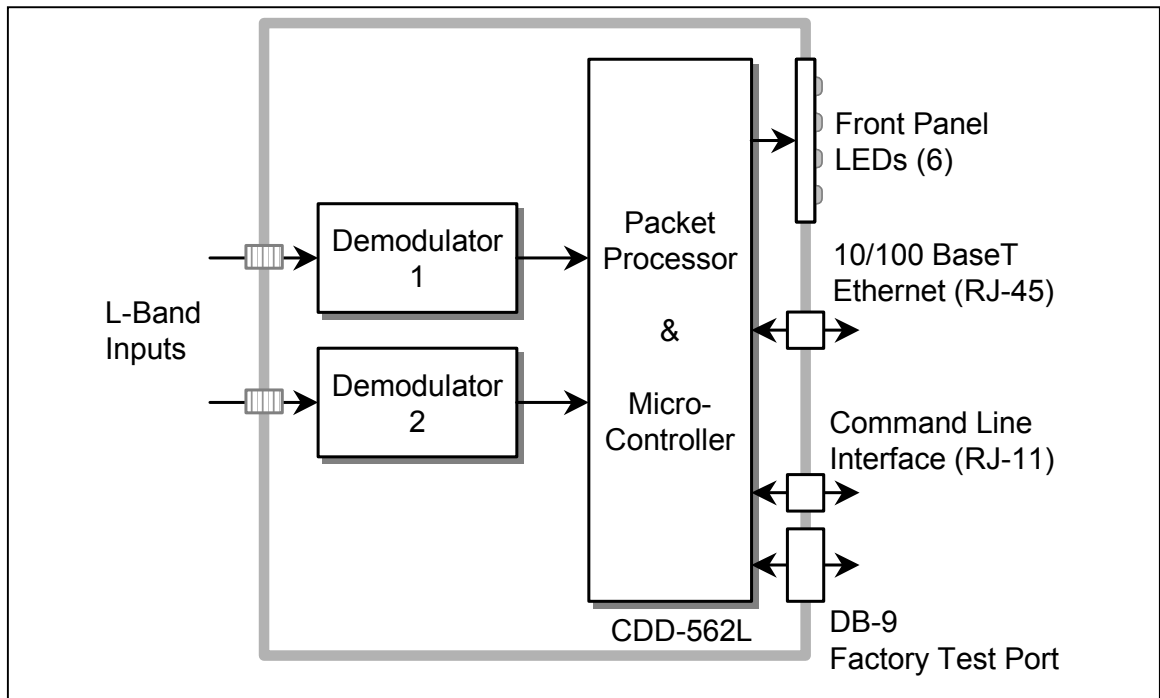 L-Band
Inputs
Demodulator
1
Demodulator
2
Packet
Processor
&
Micro-
Controller
CDD-562L
Front Panel
LEDs (6)
10/100 BaseT
Ethernet (RJ-45)
Command Line
Interface (RJ-11)
DB-9
Factory Test Port